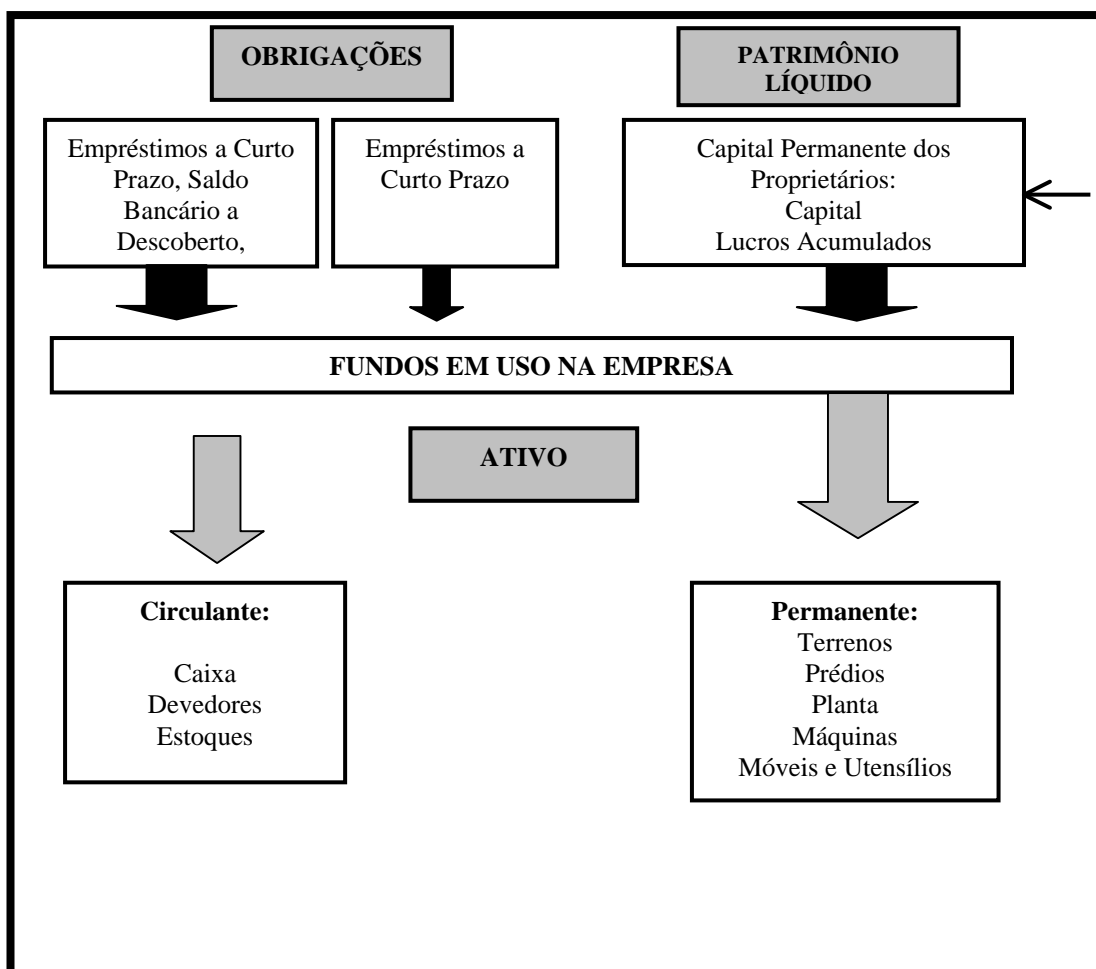 OBRIGAÇÕES
PATRIMÔNIO
LÍQUIDO
Empréstimos a Curto
Prazo, Saldo
Bancário a
Descoberto,
Empréstimos a
Curto Prazo
Capital Permanente dos
Proprietários:
Capital
Lucros Acumulados
FUNDOS EM USO NA EMPRESA
ATIVO
Circulante:
Caixa
Devedores
Estoques
Permanente:
Terrenos
Prédios
Planta
Máquinas
Móveis e Utensílios